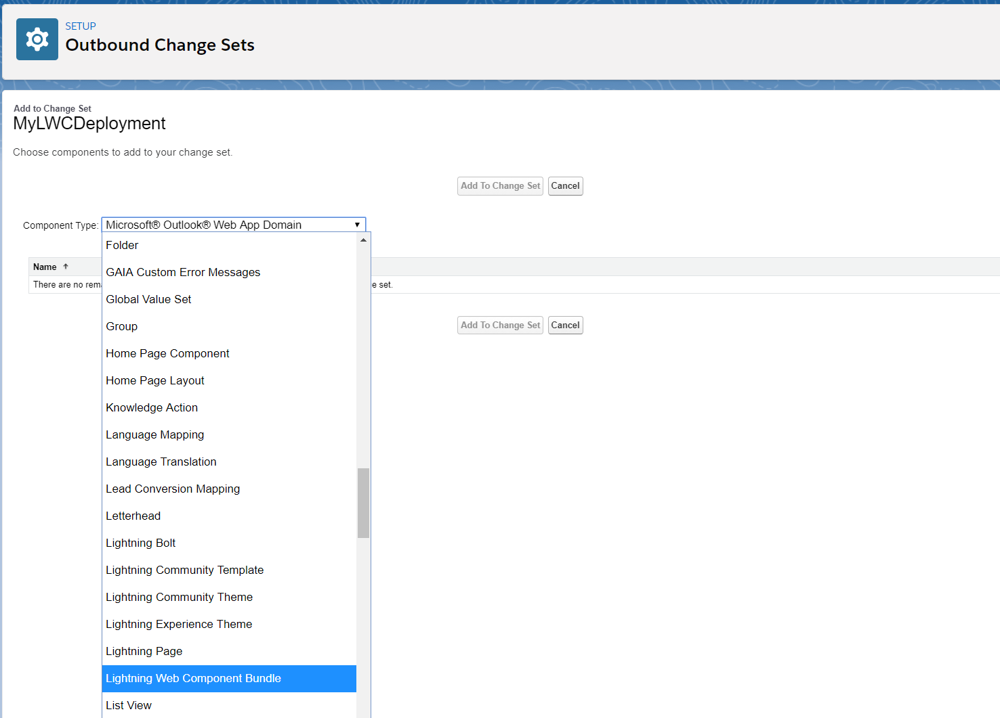 SETUP
Outbound Change Sets
Add to Change Set
MyLWCDeployment
Choose components to add to your change set.
Add To Change Set Cancel
Component Type: Microsoft® Outlook® Web App Domain
Folder
Name
GAIA Custom Error Messages
There are no e set.
Global Value Set
Group
Add To Change Set Cancel
Home Page Component
Home Page Layout
Knowledge Action
Language Mapping
Language Translation
Lead Conversion Mapping
Letterhead
Lightning Bolt
Lightning Community Template
Lightning Community Theme
Lightning Experience Theme
Lightning Page
Lightning Web Component Bundle
List View